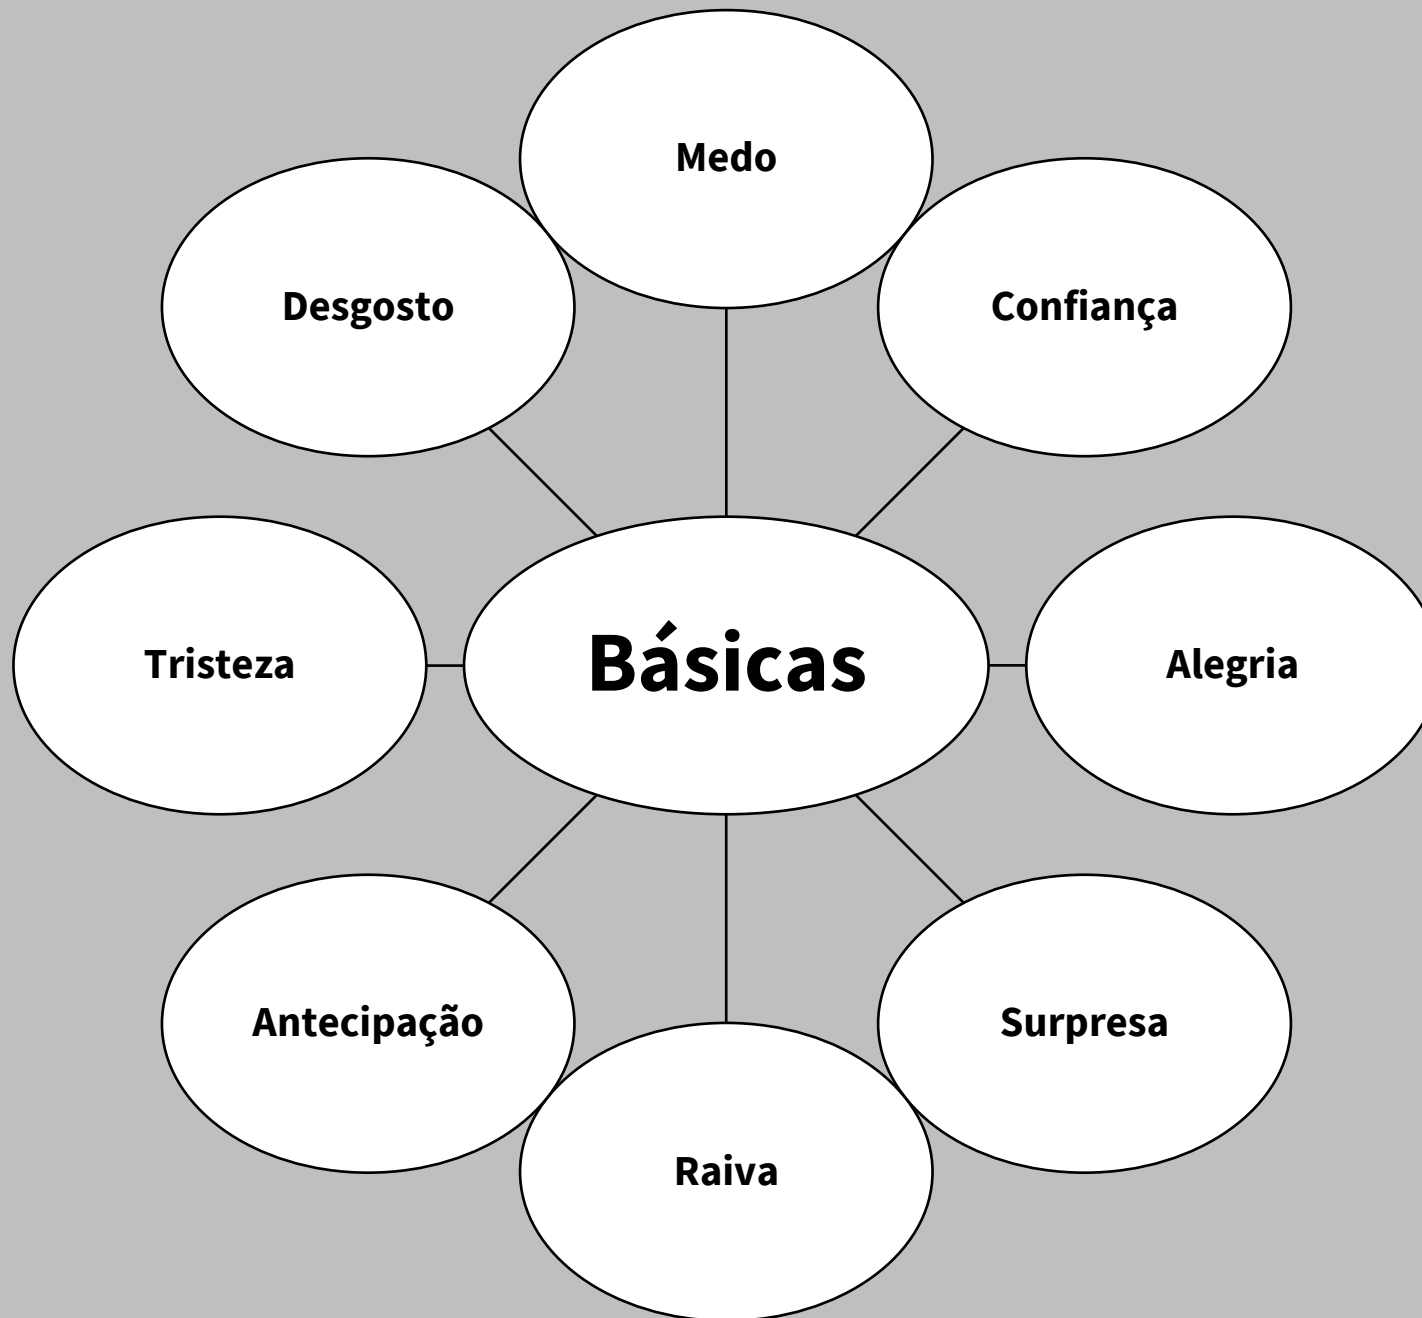 Medo
Desgosto
Confiança
Tristeza
Básicas
Alegria
Antecipação
Surpresa
Raiva